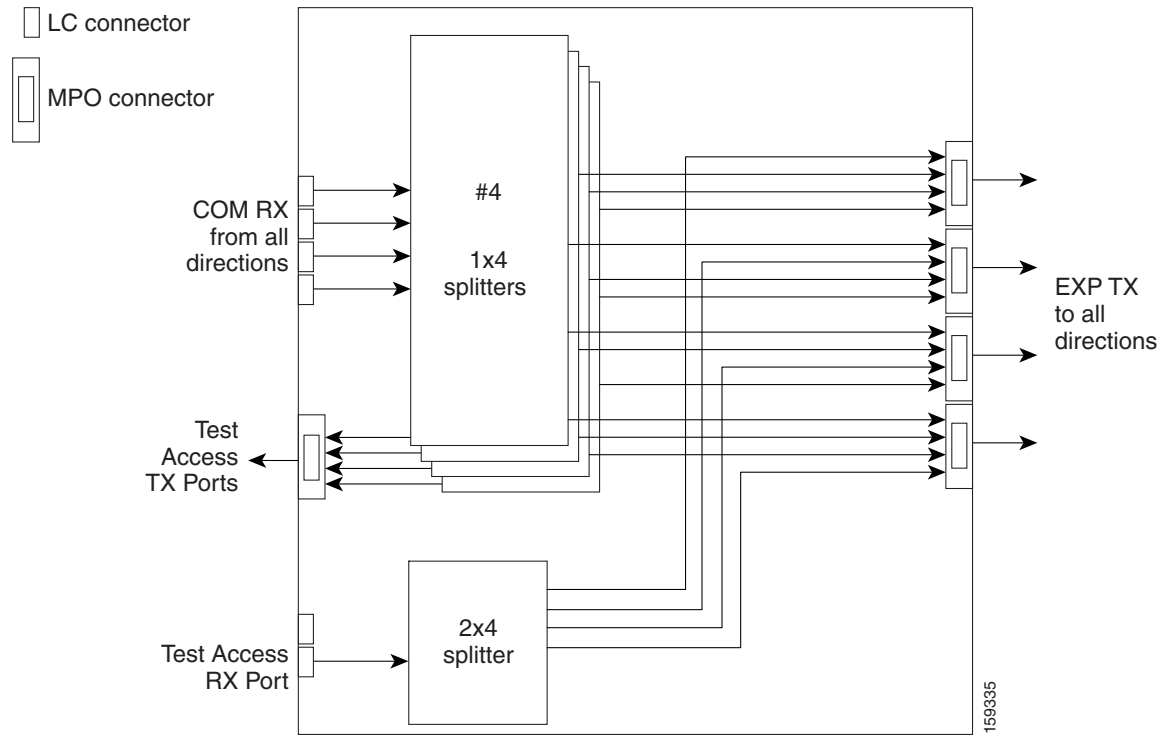 LC connector
MPO connector
#4
1x4
splitters
COM RX
from all
directions
EXP TX
to all
directions
Test
Access
TX Ports
2x4
splitter
Test Access
RX Port
159335